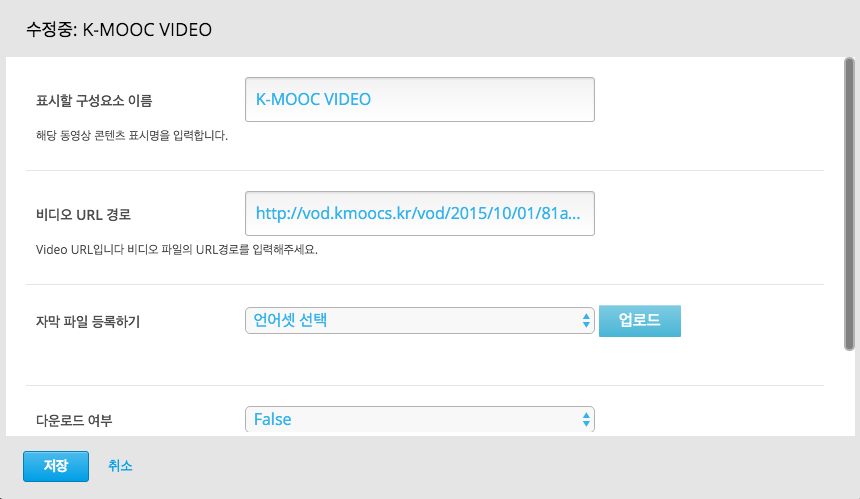 수정중: K-MOOC VIDEO
표시할 구성요소 이름
K-MOOC VIDEO
해당 동영상 콘텐츠 표시명을 입력합니다.
비디오 URL 경로
http://vod.kmoocs.kr/vod/2015/10/01/81a...
Video URL입니다 비디오 파일의 URL경로를 입력해주세요.
자막 파일 등록하기
언어셋 선택
업로드
다운로드 여부
False
저장
취소